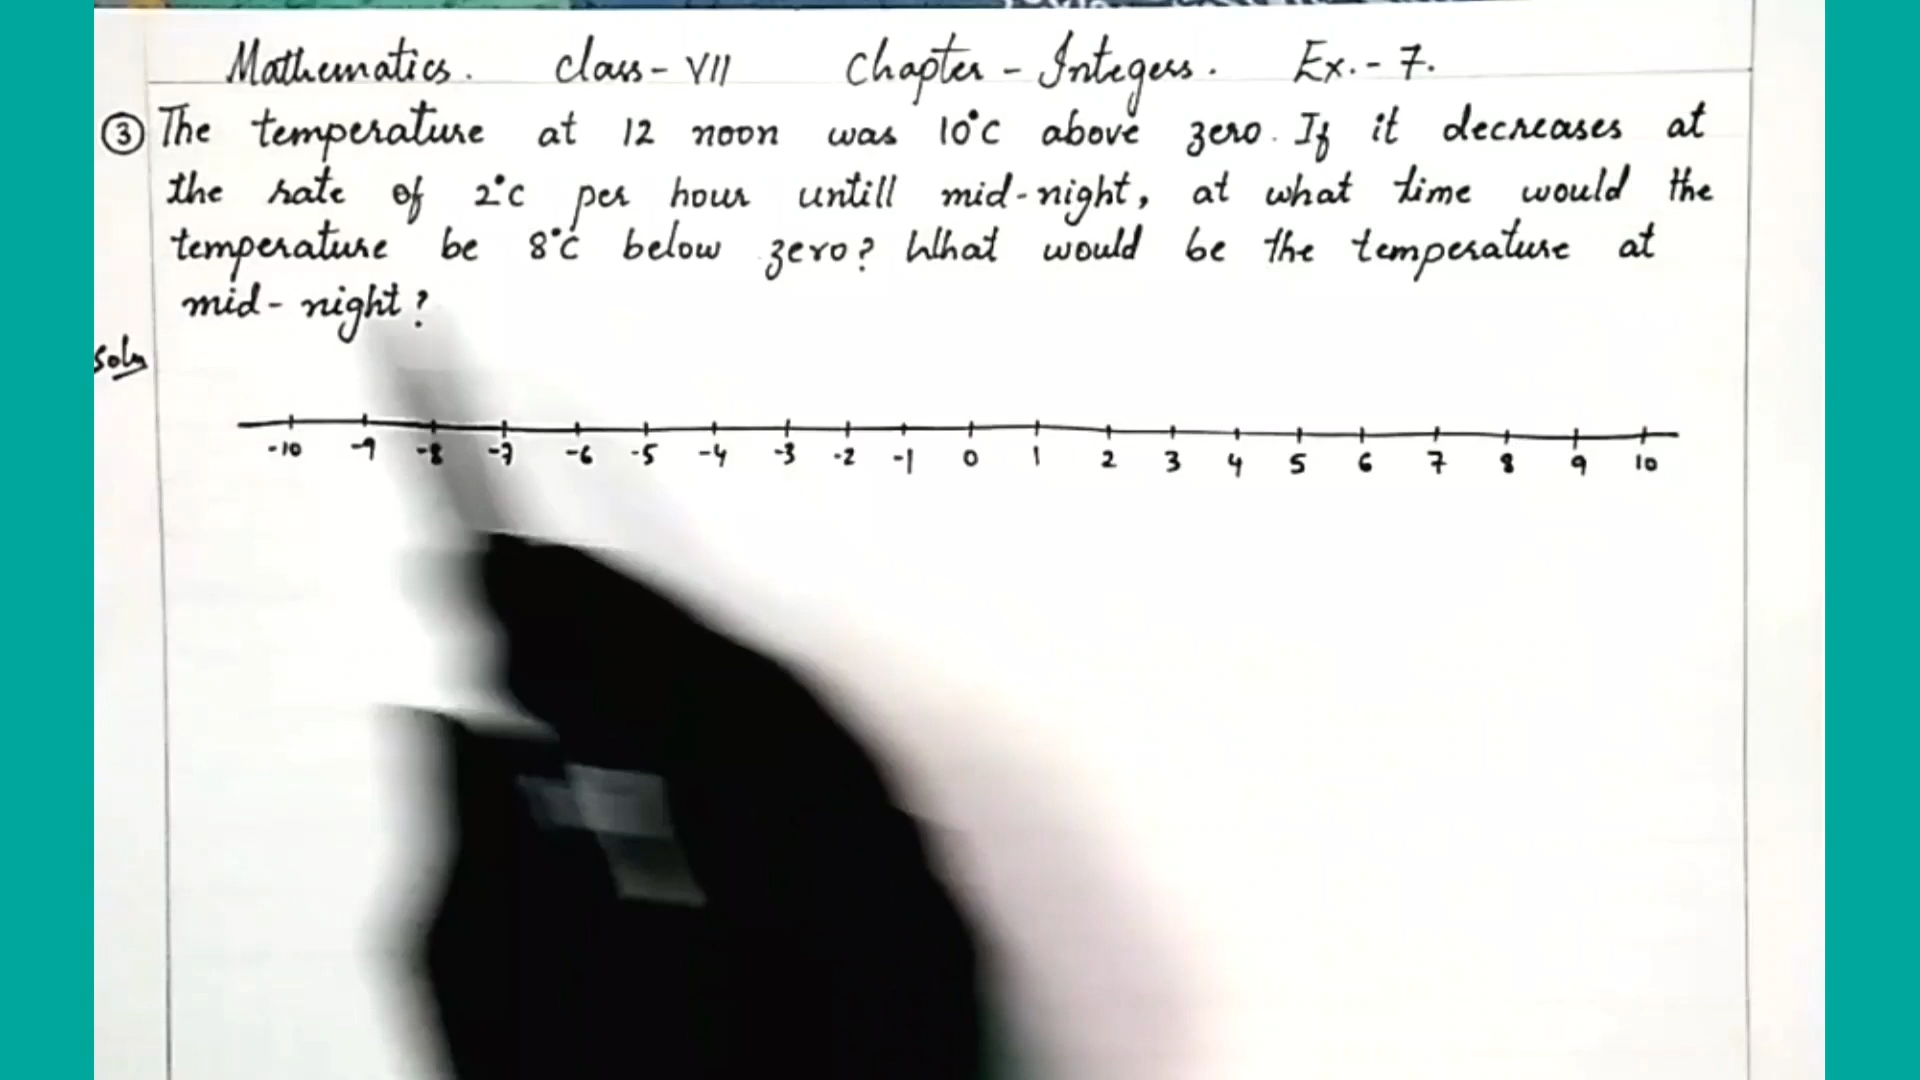 Mathematics. Class-VII Chapter - Integers. Ex.- 7.
③ The temperature at 12 noon was 10°C above zero. If it decreases at
the rate of 2°C per hour untill mid-night, at what time would the
temperature be 8°C below zero? What would be the temperature at
mid-night?
Soln
-10 -9 -8 -7 -6 -5 -4 -3 -2 -1 0 1 2 3 4 5 6 7 8 9 10